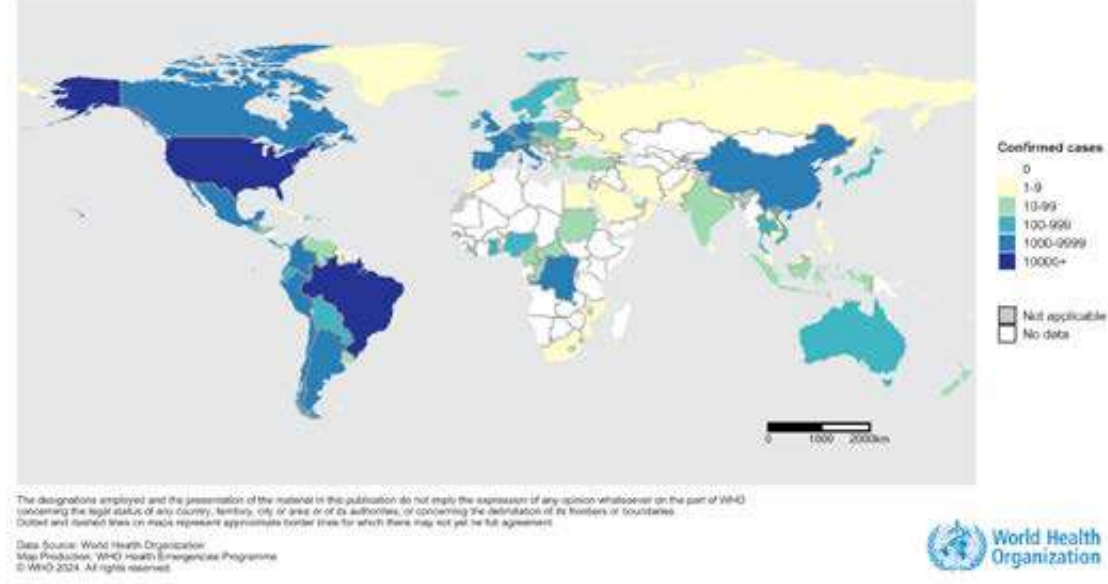 Confirmed cases
0
1-9
10-99
100-999
1000-9999
10000+
Not applicable
No data
0 1000 2000km
The designations employed and the presentation of the material in this publication do not imply the expression of any opinion whatsoever on the part of WHO
concerning the legal status of any country, territory, city or area or of its authorities, or concerning the delimitation of its frontiers or boundaries.
Dotted and dashed lines on maps represent approximate border lines for which there may not yet be full agreement.
Data Source: World Health Organization
Map Production: WHO Health Emergencies Programme
© WHO 2024. All rights reserved.
World Health
Organization